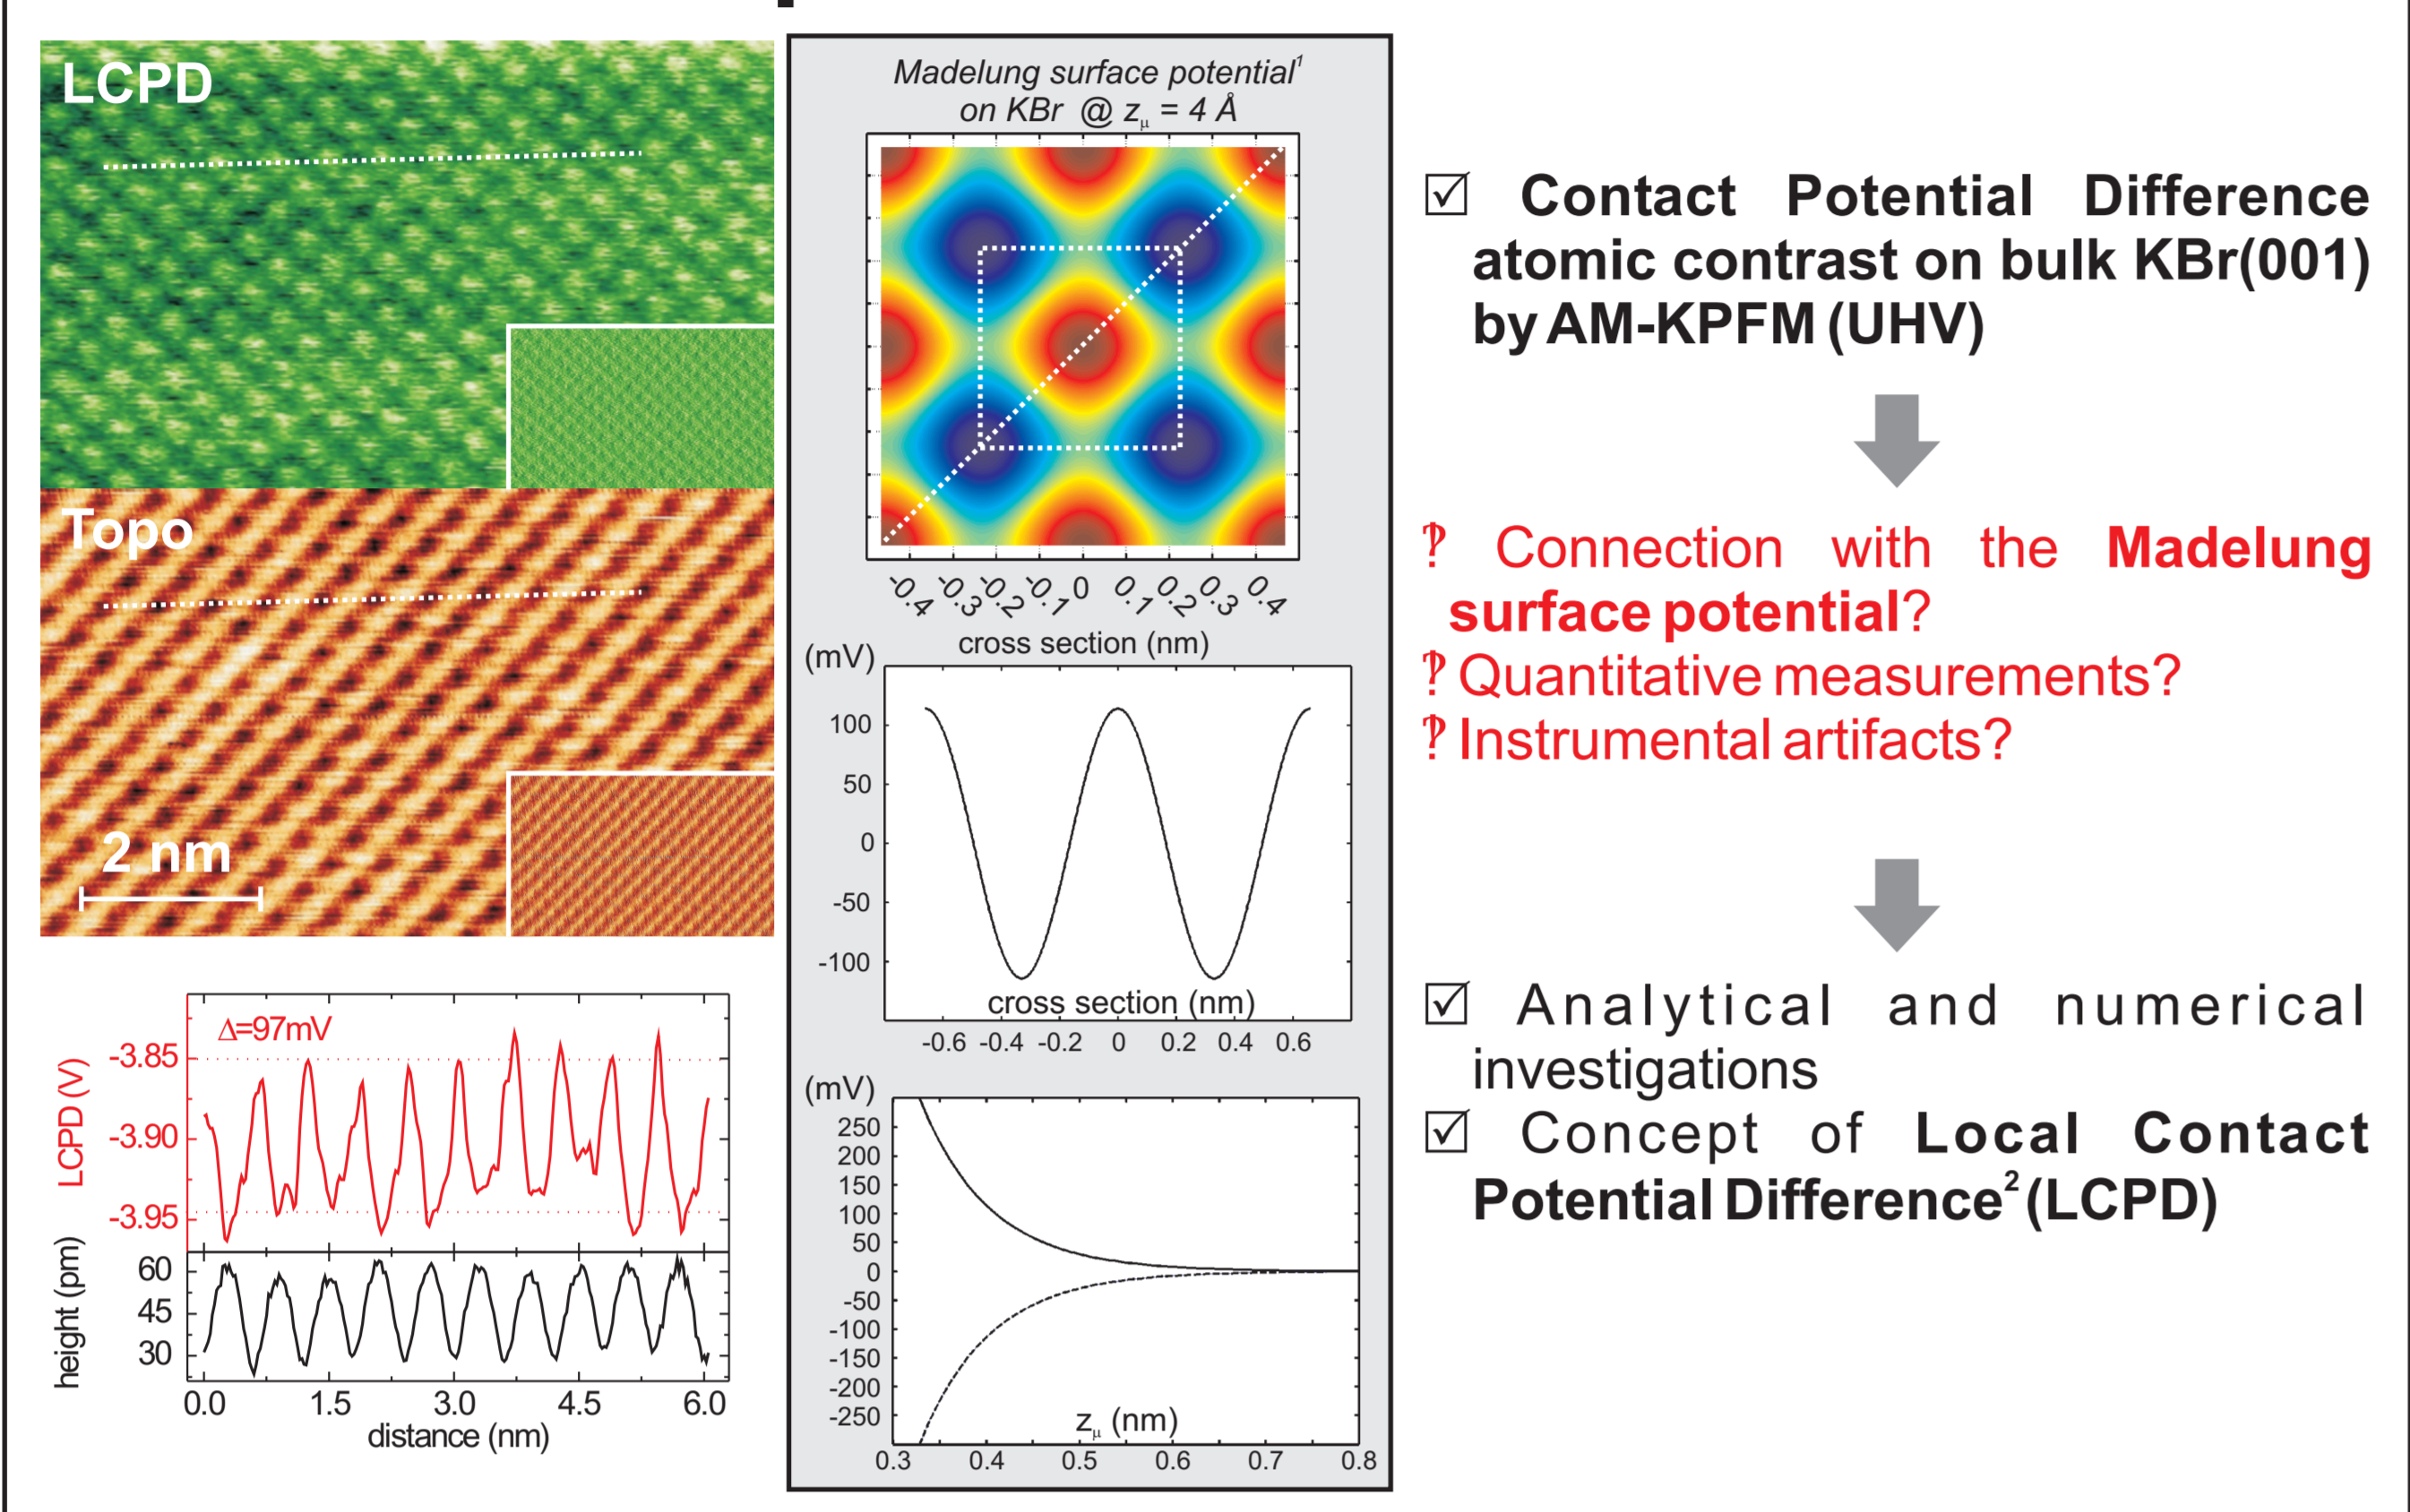 LCPD
Topo
2 nm
Δ=97mV
LCPD (V)
-3.85
-3.90
-3.95
height (pm)
60
45
30
0.0 1.5 3.0 4.5 6.0
distance (nm)
Madelung surface potential¹
on KBr @ zμ = 4 Å
-0.4 -0.3 -0.2 -0.1 0 0.1 0.2 0.3 0.4
cross section (nm)
(mV)
100
50
0
-50
-100
cross section (nm)
-0.6 -0.4 -0.2 0 0.2 0.4 0.6
(mV)
250
200
150
100
50
0
-50
-100
-150
-200
-250
zμ (nm)
0.3 0.4 0.5 0.6 0.7 0.8
☑ Contact Potential Difference
atomic contrast on bulk KBr(001)
by AM-KPFM (UHV)
‽ Connection with the Madelung
surface potential?
‽ Quantitative measurements?
‽ Instrumental artifacts?
☑ Analytical and numerical
investigations
☑ Concept of Local Contact
Potential Difference² (LCPD)